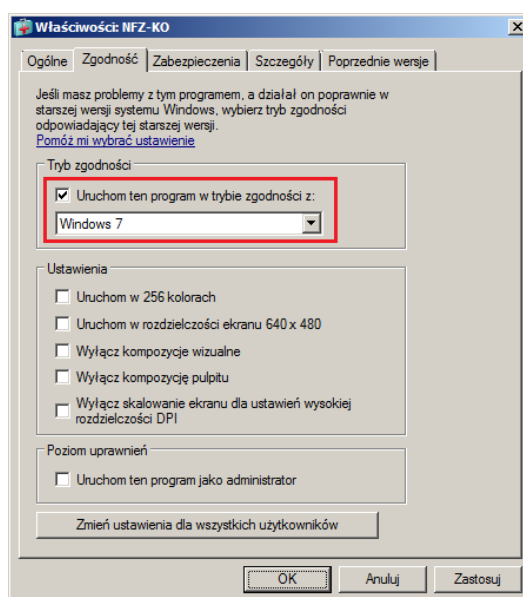 Właściwości: NFZ-KO
Ogólne Zgodność Zabezpieczenia Szczegóły Poprzednie wersje
Jeśli masz problemy z tym programem, a działał on poprawnie w
starszej wersji systemu Windows, wybierz tryb zgodności
odpowiadający tej starszej wersji.
Pomóż mi wybrać ustawienie
Tryb zgodności
Uruchom ten program w trybie zgodności z:
Windows 7
Ustawienia
Uruchom w 256 kolorach
Uruchom w rozdzielczości ekranu 640 x 480
Wyłącz kompozycje wizualne
Wyłącz kompozycję pulpitu
Wyłącz skalowanie ekranu dla ustawień wysokiej
rozdzielczości DPI
Poziom uprawnień
Uruchom ten program jako administrator
Zmień ustawienia dla wszystkich użytkowników
OK Anuluj Zastosuj